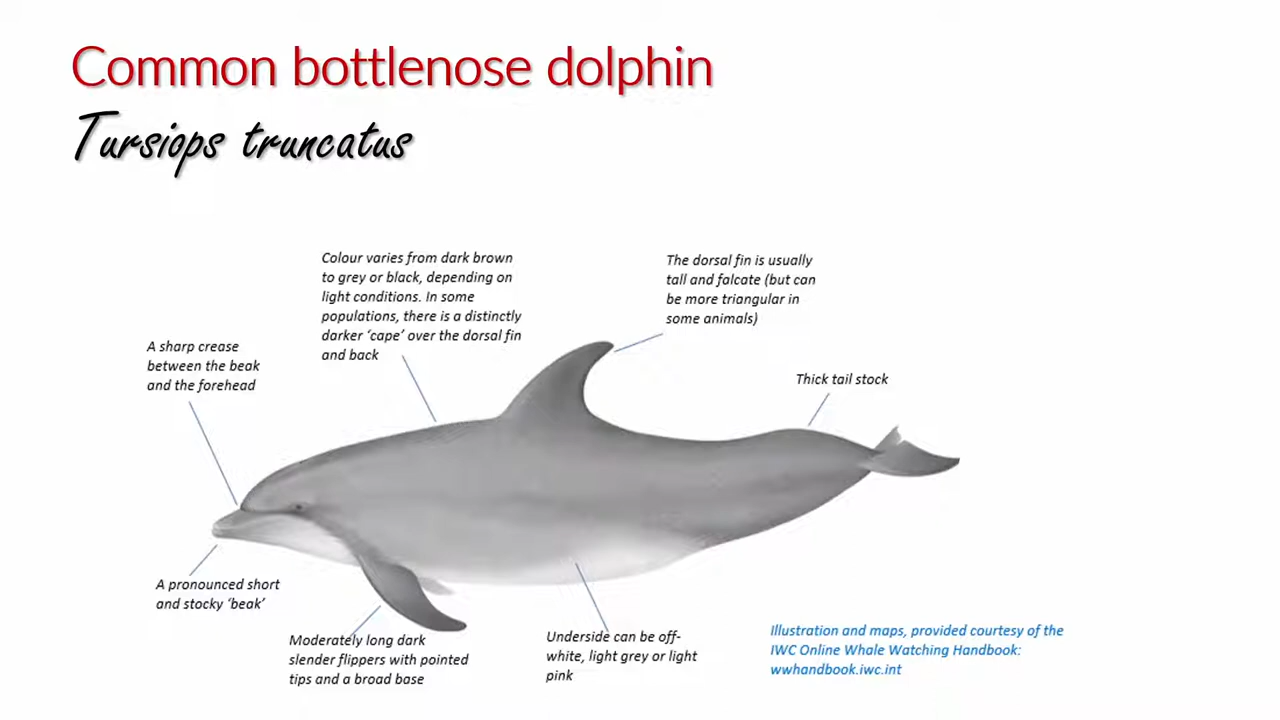 Common bottlenose dolphin
Tursiops truncatus
Colour varies from dark brown
to grey or black, depending on
light conditions. In some
populations, there is a distinctly
darker ‘cape’ over the dorsal fin
and back
The dorsal fin is usually
tall and falcate (but can
be more triangular in
some animals)
A sharp crease
between the beak
and the forehead
Thick tail stock
A pronounced short
and stocky ‘beak’
Moderately long dark
slender flippers with pointed
tips and a broad base
Underside can be off-
white, light grey or light
pink
Illustration and maps, provided courtesy of the
IWC Online Whale Watching Handbook:
wwhandbook.iwc.int